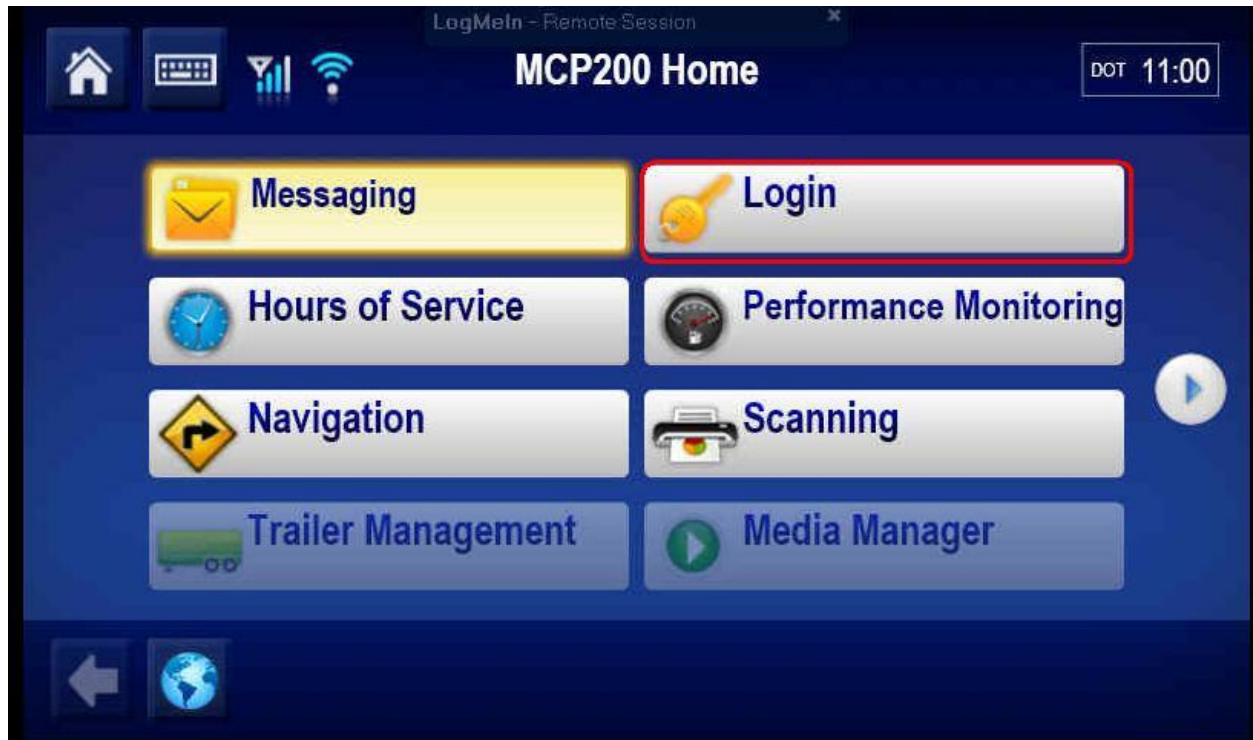 LogMeIn - Remote Session
MCP200 Home
DOT 11:00
Messaging
Login
Hours of Service
Performance Monitoring
Navigation
Scanning
Trailer Management
Media Manager